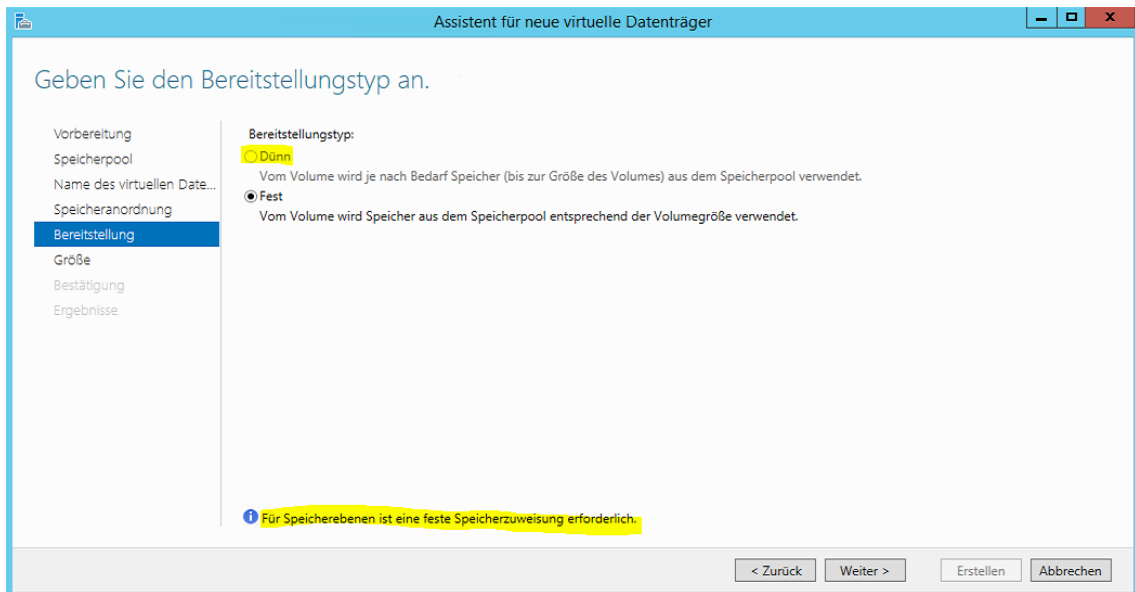 Assistent für neue virtuelle Datenträger
Geben Sie den Bereitstellungstyp an.
Vorbereitung
Speicherpool
Name des virtuellen Date...
Speicheranordnung
Bereitstellung
Größe
Bestätigung
Ergebnisse
Bereitstellungstyp:
Dünn
Vom Volume wird je nach Bedarf Speicher (bis zur Größe des Volumes) aus dem Speicherpool verwendet.
Fest
Vom Volume wird Speicher aus dem Speicherpool entsprechend der Volumegröße verwendet.
Für Speicherebenen ist eine feste Speicherzuweisung erforderlich.
< Zurück Weiter > Erstellen Abbrechen